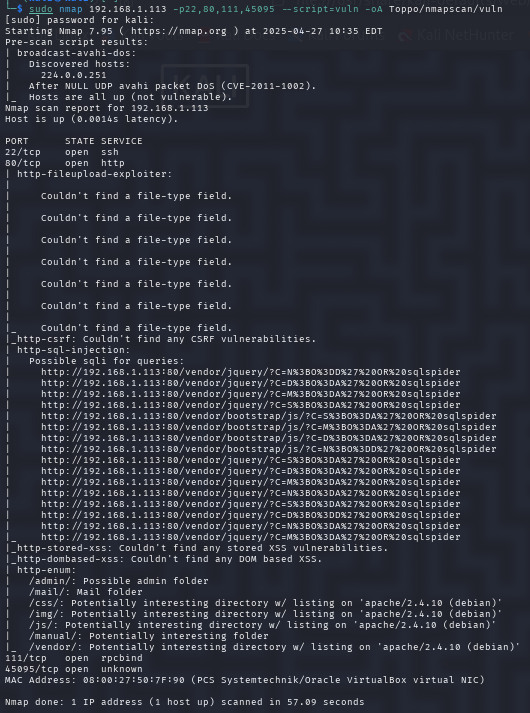 └─$ sudo nmap 192.168.1.113 -p22,80,111,45095 --script=vuln -oA Toppo/nmapscan/vuln
[sudo] password for kali:
Starting Nmap 7.95 ( https://nmap.org ) at 2025-04-27 10:35 EDT
Pre-scan script results:
| broadcast-avahi-dos:
|   Discovered hosts:
|     224.0.0.251
|   After NULL UDP avahi packet DoS (CVE-2011-1002).
|_  Hosts are all up (not vulnerable).
Nmap scan report for 192.168.1.113
Host is up (0.0014s latency).

PORT      STATE SERVICE
22/tcp    open  ssh
80/tcp    open  http
| http-fileupload-exploiter:
|
|     Couldn't find a file-type field.
|
|     Couldn't find a file-type field.
|
|     Couldn't find a file-type field.
|
|     Couldn't find a file-type field.
|
|     Couldn't find a file-type field.
|
|     Couldn't find a file-type field.
|
|_    Couldn't find a file-type field.
|_http-csrf: Couldn't find any CSRF vulnerabilities.
| http-sql-injection:
|   Possible sqli for queries:
|     http://192.168.1.113:80/vendor/jquery/?C=N%3BO%3DD%27%20OR%20sqlspider
|     http://192.168.1.113:80/vendor/jquery/?C=D%3BO%3DA%27%20OR%20sqlspider
|     http://192.168.1.113:80/vendor/jquery/?C=M%3BO%3DA%27%20OR%20sqlspider
|     http://192.168.1.113:80/vendor/jquery/?C=S%3BO%3DA%27%20OR%20sqlspider
|     http://192.168.1.113:80/vendor/bootstrap/js/?C=S%3BO%3DA%27%20OR%20sqlspider
|     http://192.168.1.113:80/vendor/bootstrap/js/?C=M%3BO%3DA%27%20OR%20sqlspider
|     http://192.168.1.113:80/vendor/bootstrap/js/?C=D%3BO%3DA%27%20OR%20sqlspider
|     http://192.168.1.113:80/vendor/bootstrap/js/?C=N%3BO%3DD%27%20OR%20sqlspider
|     http://192.168.1.113:80/vendor/jquery/?C=S%3BO%3DA%27%20OR%20sqlspider
|     http://192.168.1.113:80/vendor/jquery/?C=D%3BO%3DA%27%20OR%20sqlspider
|     http://192.168.1.113:80/vendor/jquery/?C=M%3BO%3DA%27%20OR%20sqlspider
|     http://192.168.1.113:80/vendor/jquery/?C=N%3BO%3DA%27%20OR%20sqlspider
|     http://192.168.1.113:80/vendor/jquery/?C=S%3BO%3DA%27%20OR%20sqlspider
|     http://192.168.1.113:80/vendor/jquery/?C=N%3BO%3DA%27%20OR%20sqlspider
|     http://192.168.1.113:80/vendor/jquery/?C=D%3BO%3DA%27%20OR%20sqlspider
|_    http://192.168.1.113:80/vendor/jquery/?C=M%3BO%3DA%27%20OR%20sqlspider
|_http-stored-xss: Couldn't find any stored XSS vulnerabilities.
|_http-dombased-xss: Couldn't find any DOM based XSS.
| http-enum:
|   /admin/: Possible admin folder
|   /mail/: Mail folder
|   /css/: Potentially interesting directory w/ listing on 'apache/2.4.10 (debian)'
|   /img/: Potentially interesting directory w/ listing on 'apache/2.4.10 (debian)'
|   /js/: Potentially interesting directory w/ listing on 'apache/2.4.10 (debian)'
|   /manual/: Potentially interesting folder
|_  /vendor/: Potentially interesting directory w/ listing on 'apache/2.4.10 (debian)'
111/tcp   open  rpcbind
45095/tcp open  unknown
MAC Address: 08:00:27:50:7F:90 (PCS Systemtechnik/Oracle VirtualBox virtual NIC)

Nmap done: 1 IP address (1 host up) scanned in 57.09 seconds
Kali NetHunter
KALI